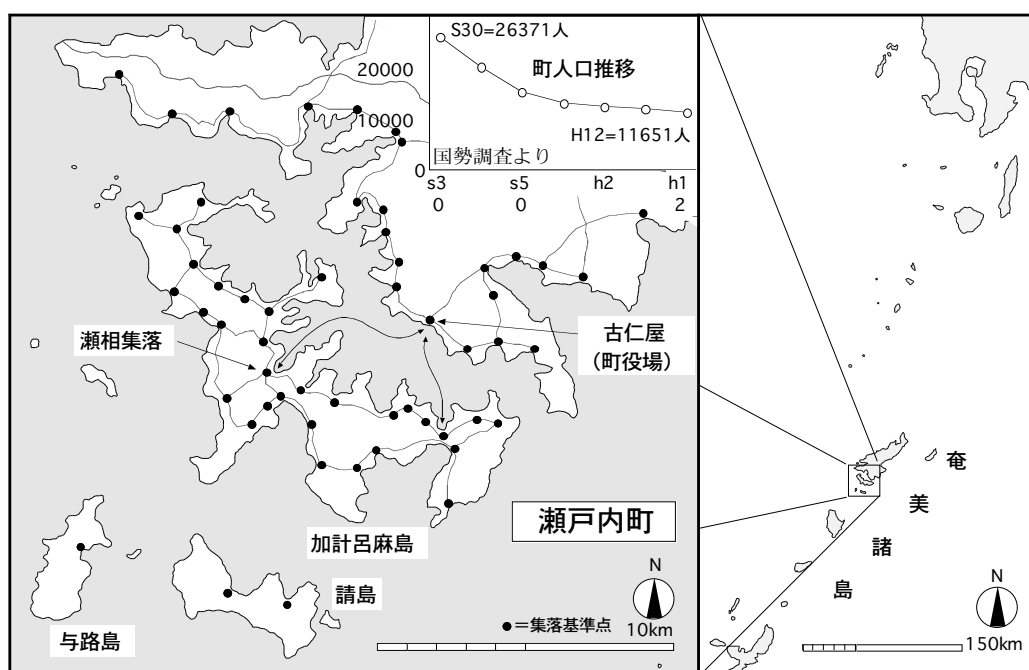 S30=26371人
20000
町人口推移
10000
H12=11651人
国勢調査より
0
s3
0
s5
0
h2
h1
2
瀬相集落
古仁屋
(町役場)
瀬戸内町
加計呂麻島
請島
与路島
N
10km
●=集落基準点
奄
美
諸
島
N
150km